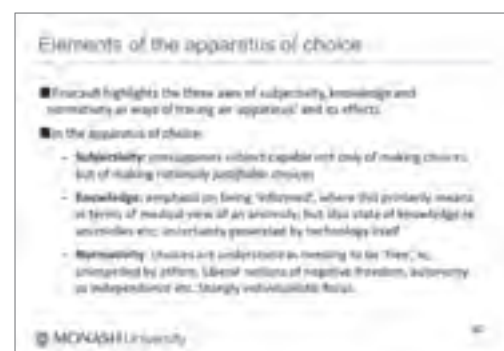 Elements of the apparatus of choice
Foucault highlights the three axes of subjectivity, knowledge and
normativity as ways of tracing an 'apparatus' and its effects
In the apparatus of choice:
- Subjectivity: presupposes subject capable not only of making choices,
but of making rationally justifiable choices
- Knowledge: emphasis on being 'informed', where this primarily means
in terms of medical view of an anomaly, but also state of knowledge re
anomalies etc; uncertainty generated by technology itself
- Normativity: choices are understood as needing to be 'free', ie,
unimpeded by others. Liberal notions of negative freedom, autonomy
as independence etc. Strongly individualistic focus.
MONASH University